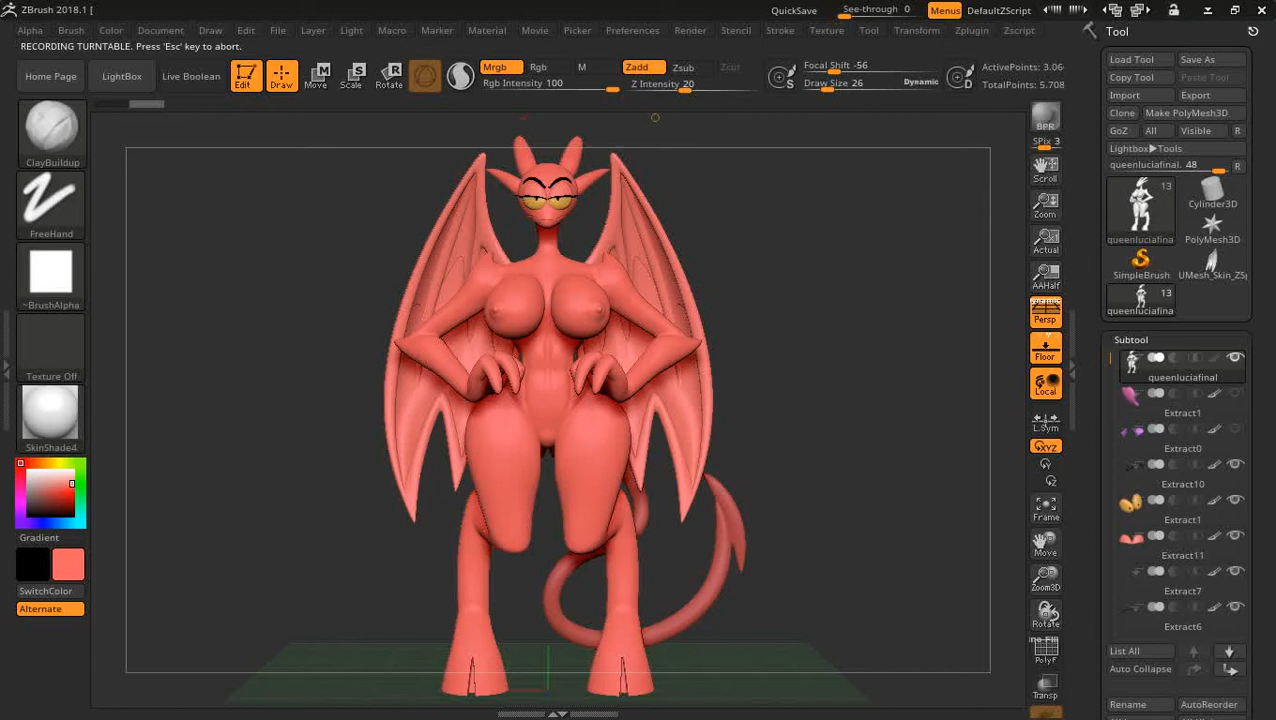 ZBrush 2018.1 [
QuickSave
See-through 0
Menus
DefaultZScript
Alpha Brush Color Document Draw Edit File Layer Light Macro Marker Material Movie Picker Preferences Render Stencil Stroke Texture Tool Transform Zplugin Zscript
RECORDING TURNTABLE. Press 'Esc' key to abort.
Home Page
LightBox
Live Boolean
Edit
Draw
Move
Scale
Rotate
Mrgb
Rgb
M
Rgb Intensity 100
Zadd
Zsub
Zcut
Z Intensity 20
S
Focal Shift -56
Draw Size 26
Dynamic
D
ActivePoints: 3.06
TotalPoints: 5.708
ClayBuildup
FreeHand
~BrushAlpha
Texture Off
SkinShade4
Gradient
SwitchColor
Alternate
BPR
SPix 3
Scroll
Zoom
Actual
AAHalf
Persp
Floor
Local
L.Sym
XYZ
Y
Z
Frame
Move
Zoom3D
Rotate
PolyF
Transp
Tool
Load Tool
Save As
Copy Tool
Paste Tool
Import
Export
Clone
Make PolyMesh3D
GoZ
All
Visible
R
Lightbox▶Tools
queenluciafinal. 48
R
13
queenluciafina
Cylinder3D
PolyMesh3D
SimpleBrush
UMesh_Skin_ZS
13
queenluciafina
Subtool
queenluciafinal
Extract1
Extract0
Extract10
Extract1
Extract11
Extract7
Extract6
List All
Auto Collapse
Rename
AutoReorder